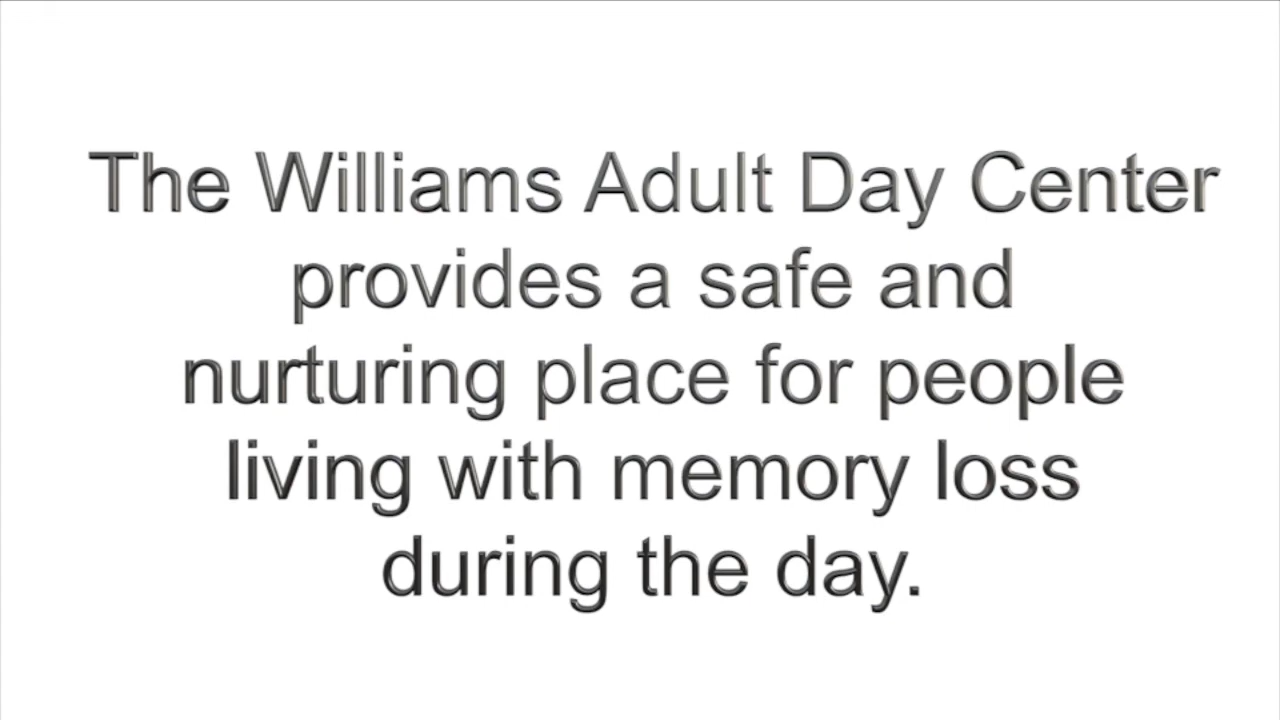 The Williams Adult Day Center
provides a safe and
nurturing place for people
living with memory loss
during the day.